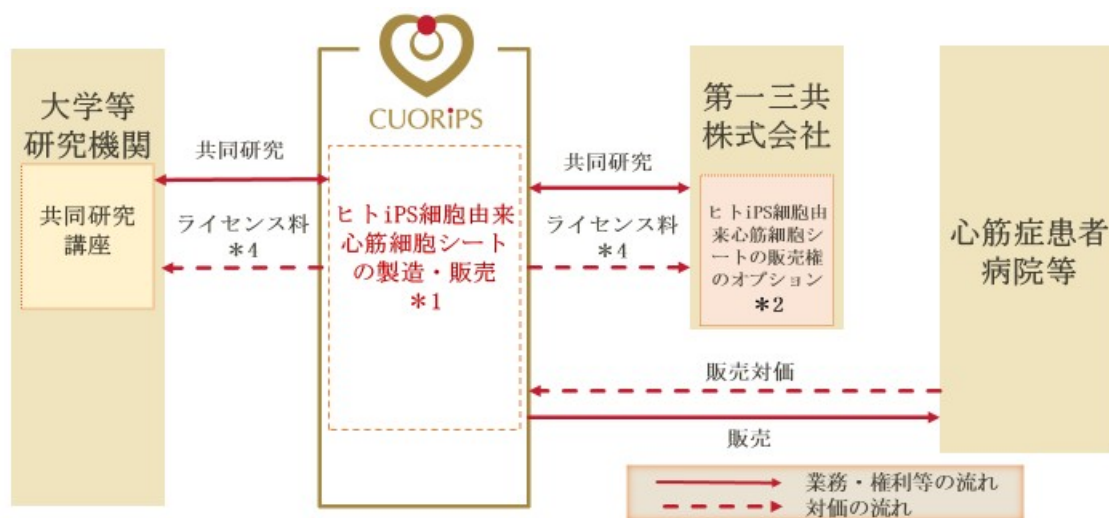 大学等
研究機関
共同研究
講座
共同研究
ライセンス料
*4
CUORiPS
ヒトiPS細胞由来
心筋細胞シート
の製造・販売
*1
共同研究
ライセンス料
*4
第一三共
株式会社
ヒトiPS細胞由
来心筋細胞シ
ートの販売権
のオプション
*2
心筋症患者
病院等
販売対価
販売
業務・権利等の流れ
対価の流れ